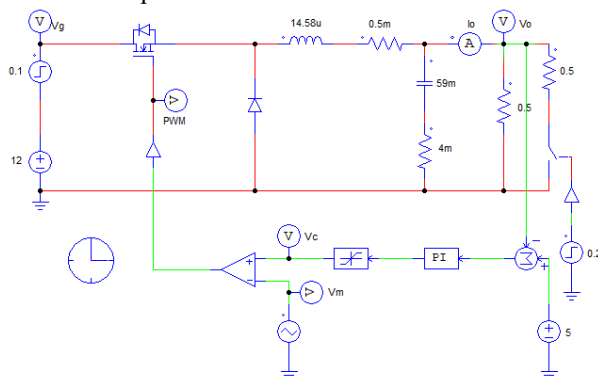 V Vg
0.1
12
PWM
V
14.58u
0.5m
Io
A
V
Vo
59m
4m
0.5
0.5
V Vc
PI
Σ
−
+
+
−
V
Vm
0.2
5